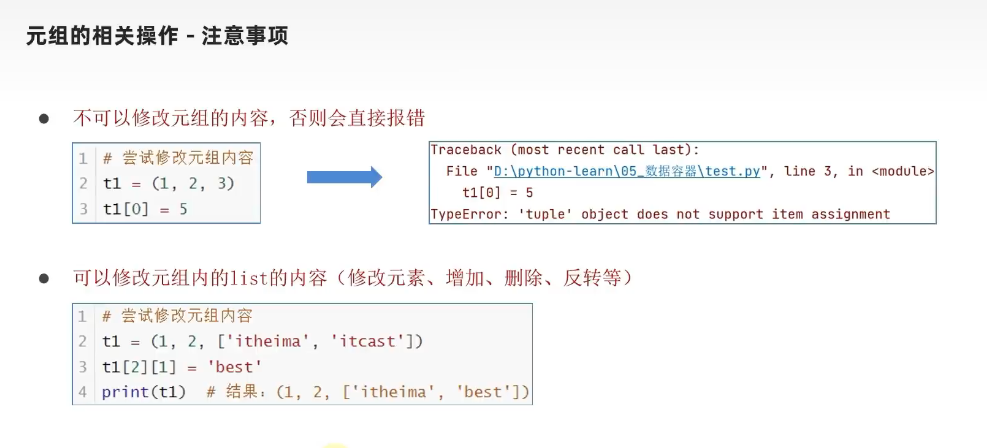 元组的相关操作 - 注意事项
● 不可以修改元组的内容，否则会直接报错
1 # 尝试修改元组内容
2 t1 = (1, 2, 3)
3 t1[0] = 5
Traceback (most recent call last):
File "D:\python-learn\05_数据容器\test.py", line 3, in <module>
t1[0] = 5
TypeError: 'tuple' object does not support item assignment
● 可以修改元组内的list的内容（修改元素、增加、删除、反转等）
1 # 尝试修改元组内容
2 t1 = (1, 2, ['itheima', 'itcast'])
3 t1[2][1] = 'best'
4 print(t1) # 结果：(1, 2, ['itheima', 'best'])